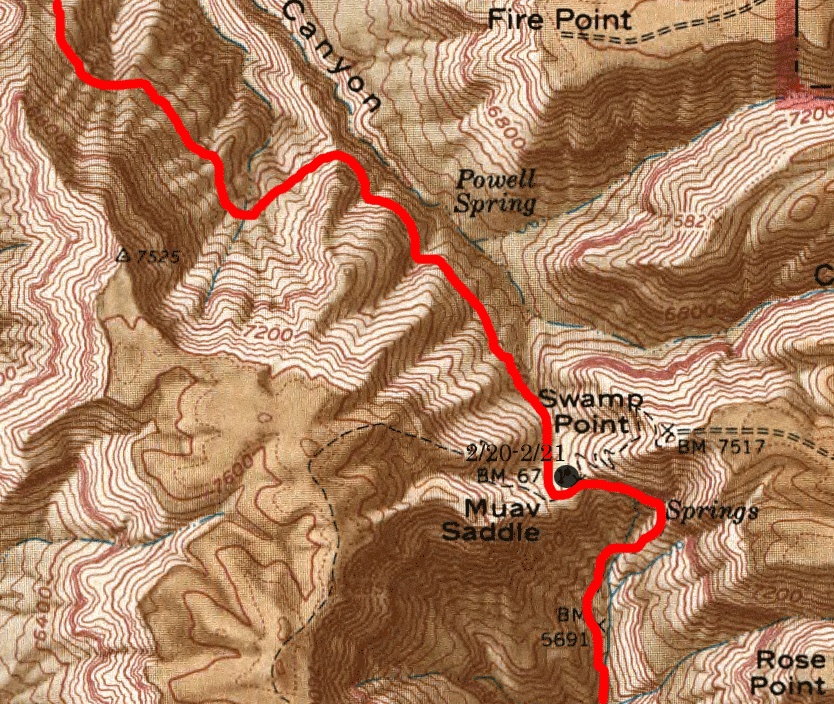 Canyon
Fire Point
6800
7200
Powell
Spring
7582
7525
C
6800
7200
Swamp
Point
2/20-2/21
BM 7517
BM 67
7600
Muav
Saddle
Springs
6400
7200
BM
5691
Rose
Point